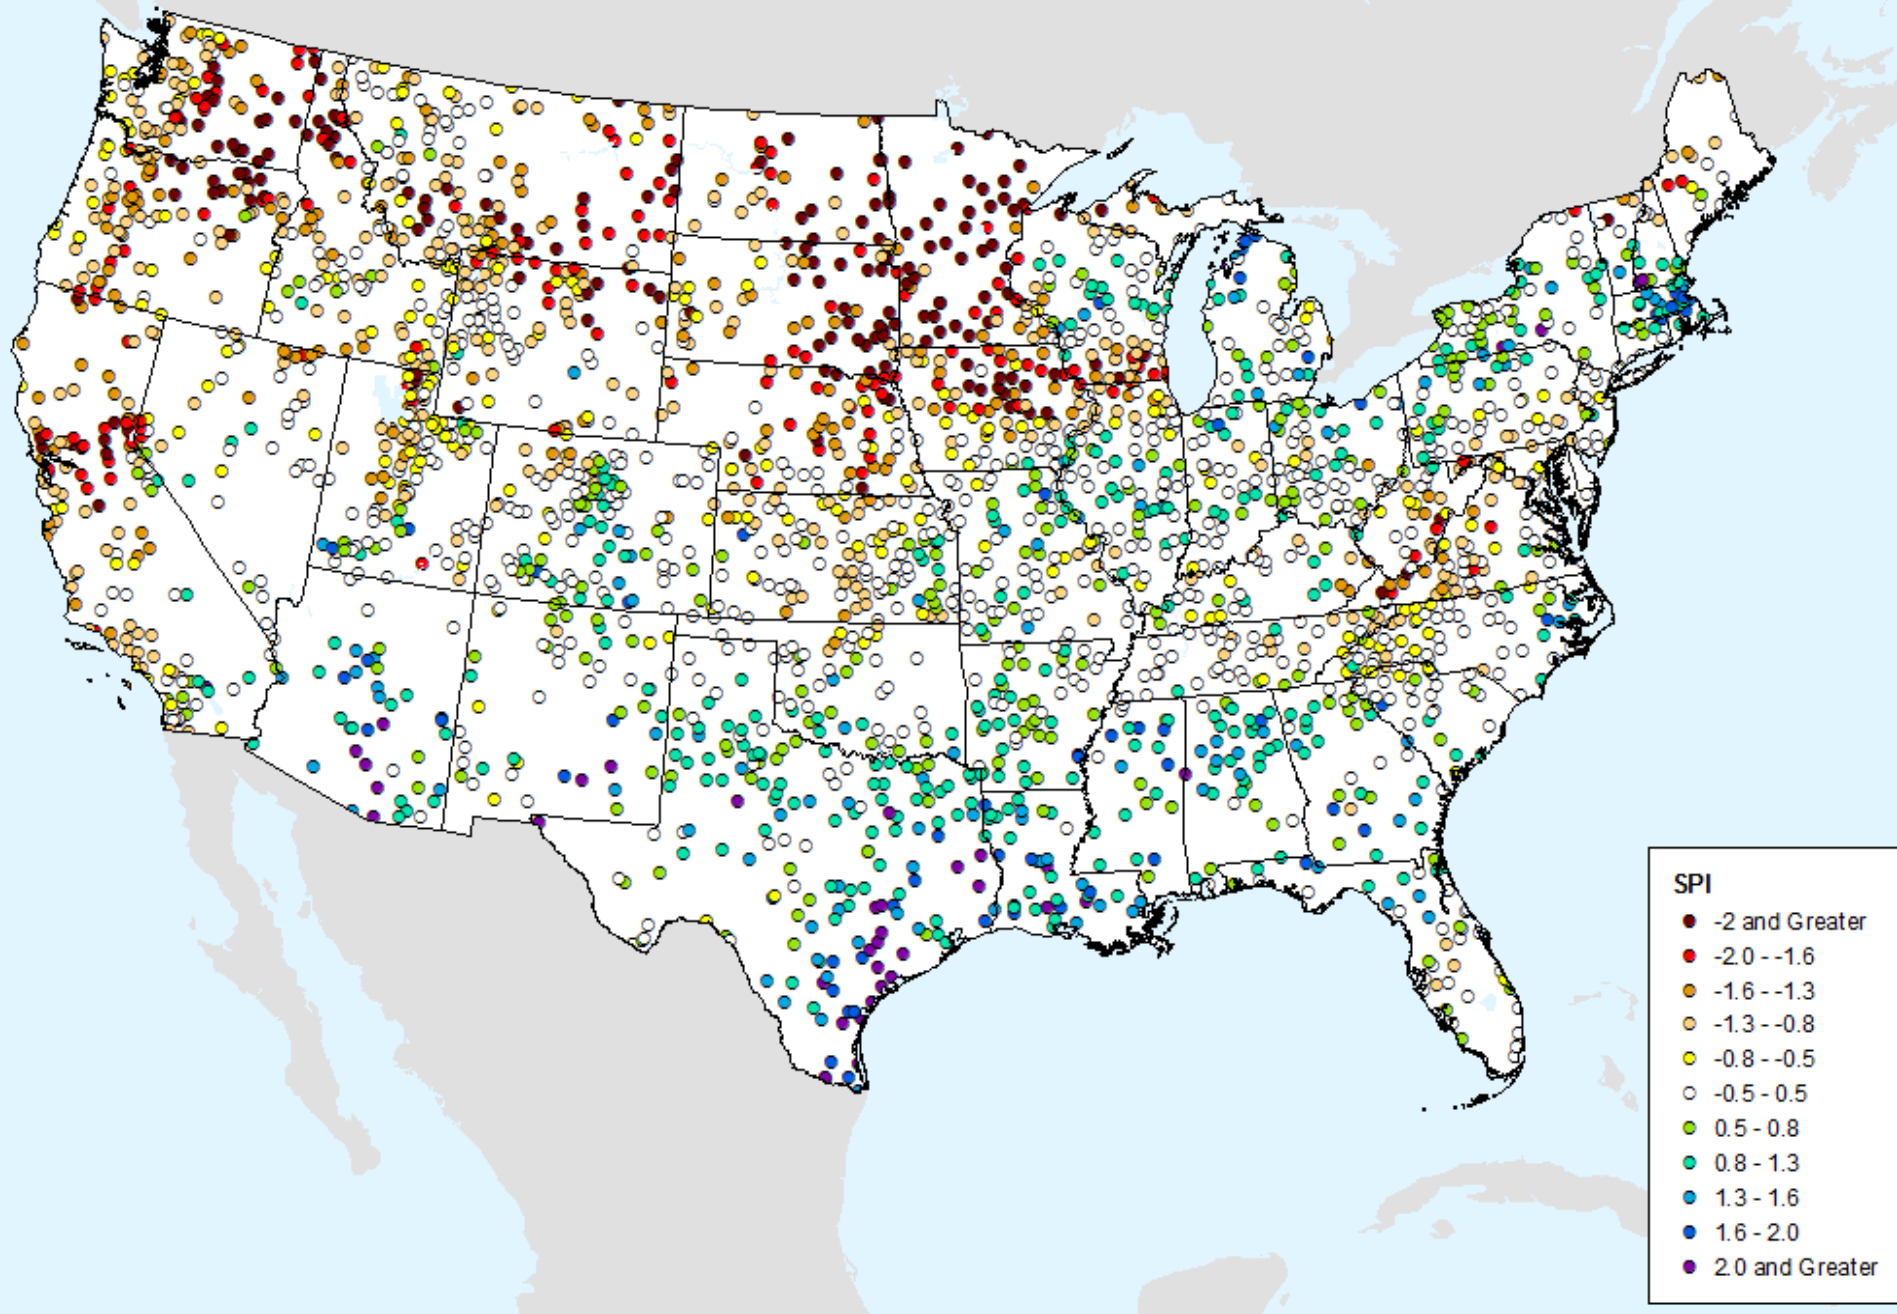 SPI
-2 and Greater
-2.0 - -1.6
-1.6 - -1.3
-1.3 - -0.8
-0.8 - -0.5
-0.5 - 0.5
0.5 - 0.8
0.8 - 1.3
1.3 - 1.6
1.6 - 2.0
2.0 and Greater